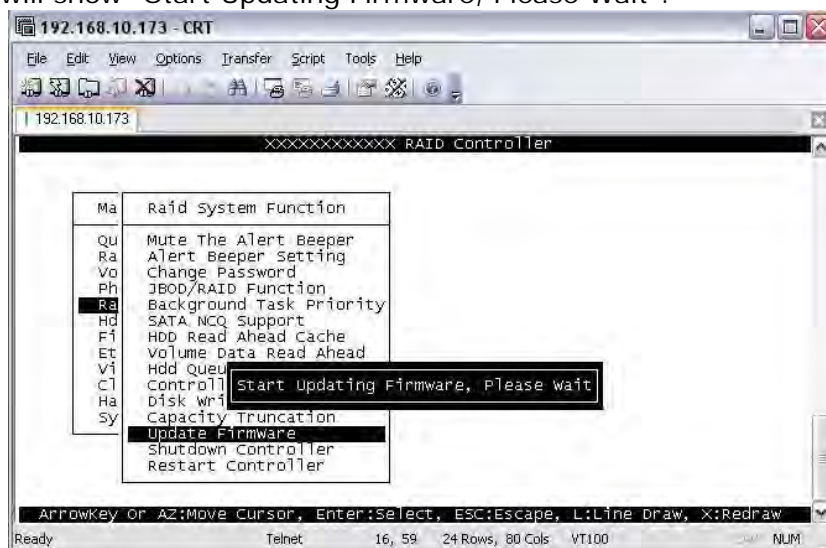 will show "Start Updating Firmware, Please Wait".
192.168.10.173 - CRT
File Edit View Options Transfer Script Tools Help
192.168.10.173
XXXXXXXXXXXX RAID Controller
Ma Raid System Function
Qu Mute The Alert Beeper
Ra Alert Beeper Setting
Vo Change Password
Ph JBOD/RAID Function
Ra Background Task Priority
Hd SATA NCQ Support
Fi HDD Read Ahead Cache
Et Volume Data Read Ahead
Vi Hdd Queu
Cl Controll Start Updating Firmware, Please Wait
Ha Disk Wri
Sy Capacity Truncation
Update Firmware
Shutdown Controller
Restart Controller
ArrowKey Or AZ:Move Cursor, Enter:Select, ESC:Escape, L:Line Draw, X:Redraw
Ready Telnet 16, 59 24 Rows, 80 Cols VT100 NUM